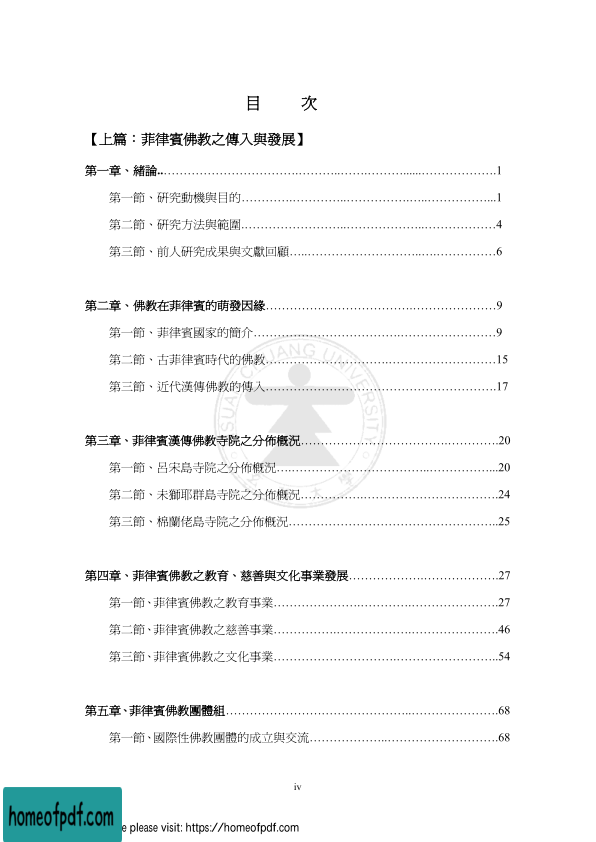 目 次
【上篇：菲律賓佛教之傳入與發展】
第一章、緒論..…………………………………………………………......………………1
第一節、研究動機與目的…………………………………………………………...1
第二節、研究方法與範圍…………………………………………………………4
第三節、前人研究成果與文獻回顧…………………………………………………6
第二章、佛教在菲律賓的萌發因緣……………………………………………………9
第一節、菲律賓國家的簡介………………………………………………………9
第二節、古菲律賓時代的佛教……………………………………………………15
第三節、近代漢傳佛教的傳入……………………………………………………17
第三章、菲律賓漢傳佛教寺院之分佈概況……………………………………………20
第一節、呂宋島寺院之分佈概況…………………………………………………...20
第二節、未獅耶群島寺院之分佈概況……………………………………………24
第三節、棉蘭佬島寺院之分佈概況………………………………………………..25
第四章、菲律賓佛教之教育、慈善與文化事業發展…………………………………27
第一節、菲律賓佛教之教育事業…………………………………………………27
第二節、菲律賓佛教之慈善事業…………………………………………………46
第三節、菲律賓佛教之文化事業…………………………………………………..54
第五章、菲律賓佛教團體組……………………………………………………………68
第一節、國際性佛教團體的成立與交流…………………………………………68
HSUAN CHUANG UNIVERSITY
iv
homeofpdf.com
e please visit: https://homeofpdf.com